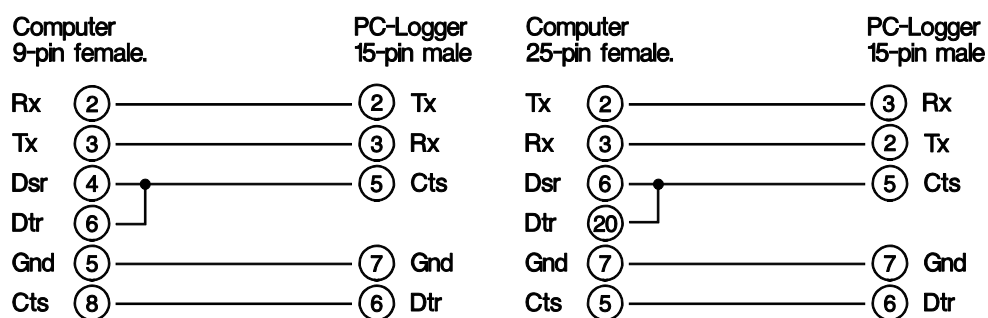 Computer PC-Logger Computer PC-Logger
9-pin female. 15-pin male 25-pin female. 15-pin male
Rx 2 2 Tx Tx 2 3 Rx
Tx 3 3 Rx Rx 3 2 Tx
Dsr 4 5 Cts Dsr 6 5 Cts
Dtr 6 Dtr 20
Gnd 5 7 Gnd Gnd 7 7 Gnd
Cts 8 6 Dtr Cts 5 6 Dtr